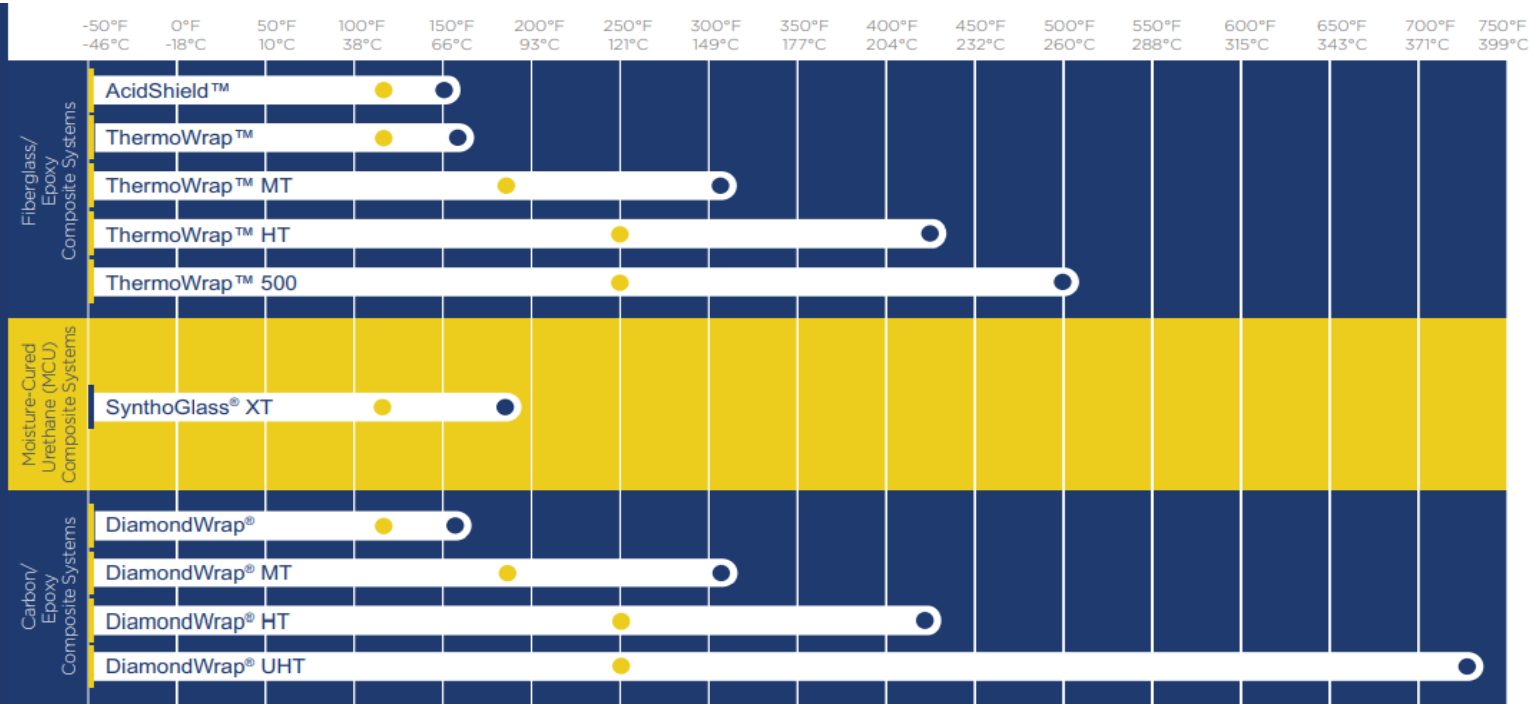 -50°F 0°F 50°F 100°F 150°F 200°F 250°F 300°F 350°F 400°F 450°F 500°F 550°F 600°F 650°F 700°F 750°F
-46°C -18°C 10°C 38°C 66°C 93°C 121°C 149°C 177°C 204°C 232°C 260°C 288°C 315°C 343°C 371°C 399°C
Fiberglass/
Epoxy
Composite Systems
AcidShield™
ThermoWrap™
ThermoWrap™ MT
ThermoWrap™ HT
ThermoWrap™ 500
Moisture-Cured
Urethane (MCU)
Composite Systems
SynthoGlass® XT
Carbon/
Epoxy
Composite Systems
DiamondWrap®
DiamondWrap® MT
DiamondWrap® HT
DiamondWrap® UHT